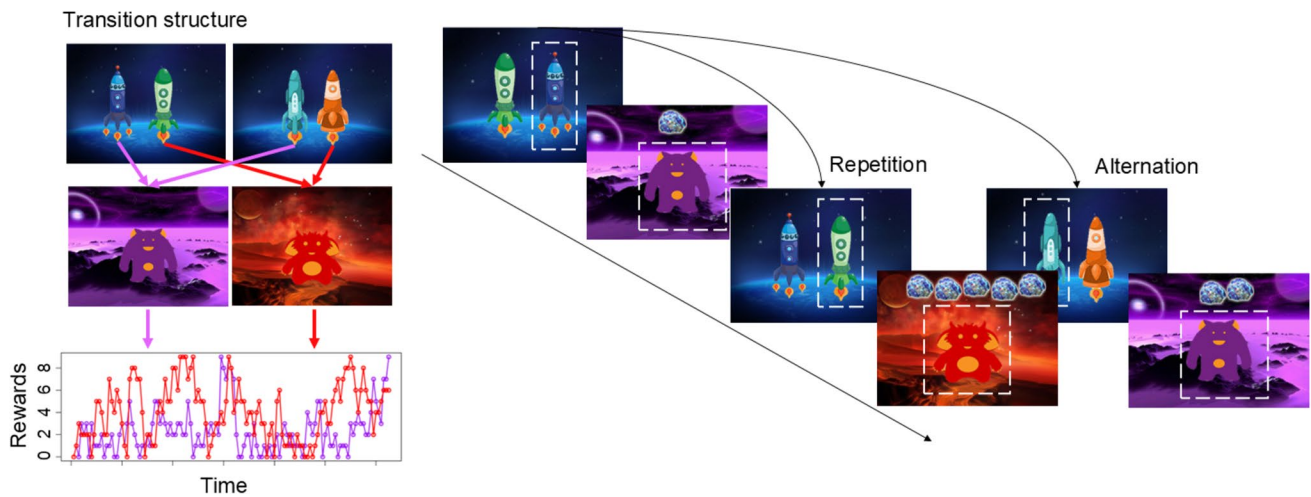 Transition structure
Repetition
Alternation
Rewards
8
6
4
2
0
Time